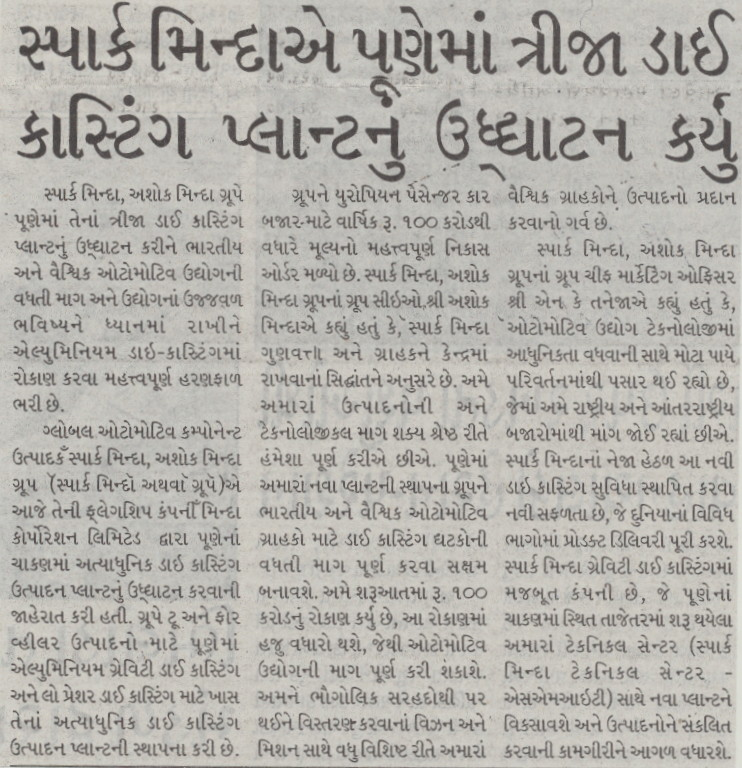 સ્પાર્ક મિન્દાએ પૂણેમાં ત્રીજા ડાઈ
કાસ્ટિંગ પ્લાન્ટનું ઉદ્ઘાટન કર્યું
સ્પાર્ક મિન્દા, અશોક મિન્દા ગ્રૂપે
પૂણેમાં તેનાં ત્રીજા ડાઈ કાસ્ટિંગ
પ્લાન્ટનું ઉદ્ઘાટન કરીને ભારતીય
અને વૈશ્વિક ઓટોમોટિવ ઉદ્યોગની
વધતી માગ અને ઉદ્યોગનાં ઉજ્જવળ
ભવિષ્યને ધ્યાનમાં રાખીને
એલ્યુમિનિયમ ડાઇ-કાસ્ટિંગમાં
રોકાણ કરવા મહત્ત્વપૂર્ણ હરણફાળ
ભરી છે.
ગ્લોબલ ઓટોમોટિવ કમ્પોનેન્ટ
ઉત્પાદક સ્પાર્ક મિન્દા, અશોક મિન્દા
ગ્રૂપ ("સ્પાર્ક મિન્દા" અથવા "ગ્રૂપ")એ
આજે તેની ફ્લેગશિપ કંપની મિન્દા
કોર્પોરેશન લિમિટેડ દ્વારા પૂણેનાં
ચાકણમાં અત્યાધુનિક ડાઇ કાસ્ટિંગ
ઉત્પાદન પ્લાન્ટનું ઉદ્ઘાટન કરવાની
જાહેરાત કરી હતી. ગ્રૂપે ટૂ અને ફોર
વ્હીલર ઉત્પાદનો માટે પૂણેમાં
એલ્યુમિનિયમ ગ્રેવિટી ડાઈ કાસ્ટિંગ
અને લો પ્રેશર ડાઈ કાસ્ટિંગ માટે ખાસ
તેનાં અત્યાધુનિક ડાઈ કાસ્ટિંગ
ઉત્પાદન પ્લાન્ટની સ્થાપના કરી છે.
ગ્રૂપને યુરોપિયન પેસેન્જર કાર
બજાર-માટે વાર્ષિક રૂ. ૧૦૦ કરોડથી
વધારે મૂલ્યનો મહત્ત્વપૂર્ણ નિકાસ
ઓર્ડર મળ્યો છે. સ્પાર્ક મિન્દા, અશોક
મિન્દા ગ્રૂપનાં ગ્રૂપ સીઇઓ શ્રી અશોક
મિન્દાએ કહ્યું હતું કે, "સ્પાર્ક મિન્દા
ગુણવત્તા અને ગ્રાહકને કેન્દ્રમાં
રાખવાનાં સિદ્ધાંતને અનુસરે છે. અમે
અમારાં ઉત્પાદનોની અને
ટેકનોલોજીકલ માગ શક્ય શ્રેષ્ઠ રીતે
હંમેશા પૂર્ણ કરીએ છીએ. પૂણેમાં
અમારાં નવા પ્લાન્ટની સ્થાપના ગ્રૂપને
ભારતીય અને વૈશ્વિક ઓટોમોટિવ
ગ્રાહકો માટે ડાઈ કાસ્ટિંગ ઘટકોની
વધતી માગ પૂર્ણ કરવા સક્ષમ
બનાવશે. અમે શરૂઆતમાં રૂ. ૧૦૦
કરોડનું રોકાણ કર્યું છે, આ રોકાણમાં
હજુ વધારો થશે, જેથી ઓટોમોટિવ
ઉદ્યોગની માગ પૂર્ણ કરી શકાશે.
અમને ભૌગોલિક સરહદોથી પર
થઈને વિસ્તરણ કરવાનાં વિઝન અને
મિશન સાથે વધુ વિશિષ્ટ રીતે અમારાં
વૈશ્વિક ગ્રાહકોને ઉત્પાદનો પ્રદાન
કરવાનો ગર્વ છે.
સ્પાર્ક મિન્દા, અશોક મિન્દા
ગ્રૂપનાં ગ્રૂપ ચીફ માર્કેટિંગ ઓફિસર
શ્રી એન કે તનેજાએ કહ્યું હતું કે,
"ઓટોમોટિવ ઉદ્યોગ ટેકનોલોજીમાં
આધુનિકતા વધવાની સાથે મોટા પાયે
પરિવર્તનમાંથી પસાર થઈ રહ્યો છે,
જેમાં અમે રાષ્ટ્રીય અને આંતરરાષ્ટ્રીય
બજારોમાંથી માંગ જોઈ રહ્યાં છીએ.
સ્પાર્ક મિન્દાનાં નેજા હેઠળ આ નવી
ડાઈ કાસ્ટિંગ સુવિધા સ્થાપિત કરવા
નવી સફળતા છે, જે દુનિયાનાં વિવિધ
ભાગોમાં પ્રોડક્ટ ડિલિવરી પૂરી કરશે.
સ્પાર્ક મિન્દા ગ્રેવિટી ડાઈ કાસ્ટિંગમાં
મજબૂત કંપની છે, જે પૂણેનાં
ચાકણમાં સ્થિત તાજેતરમાં શરૂ થયેલા
અમારાં ટેકનિકલ સેન્ટર (સ્પાર્ક
મિન્દા ટેકનિકલ સેન્ટર -
એસએમઆઇટી) સાથે નવા પ્લાન્ટને
વિકસાવશે અને ઉત્પાદનોને સંકલિત
કરવાની કામગીરીને આગળ વધારશે.